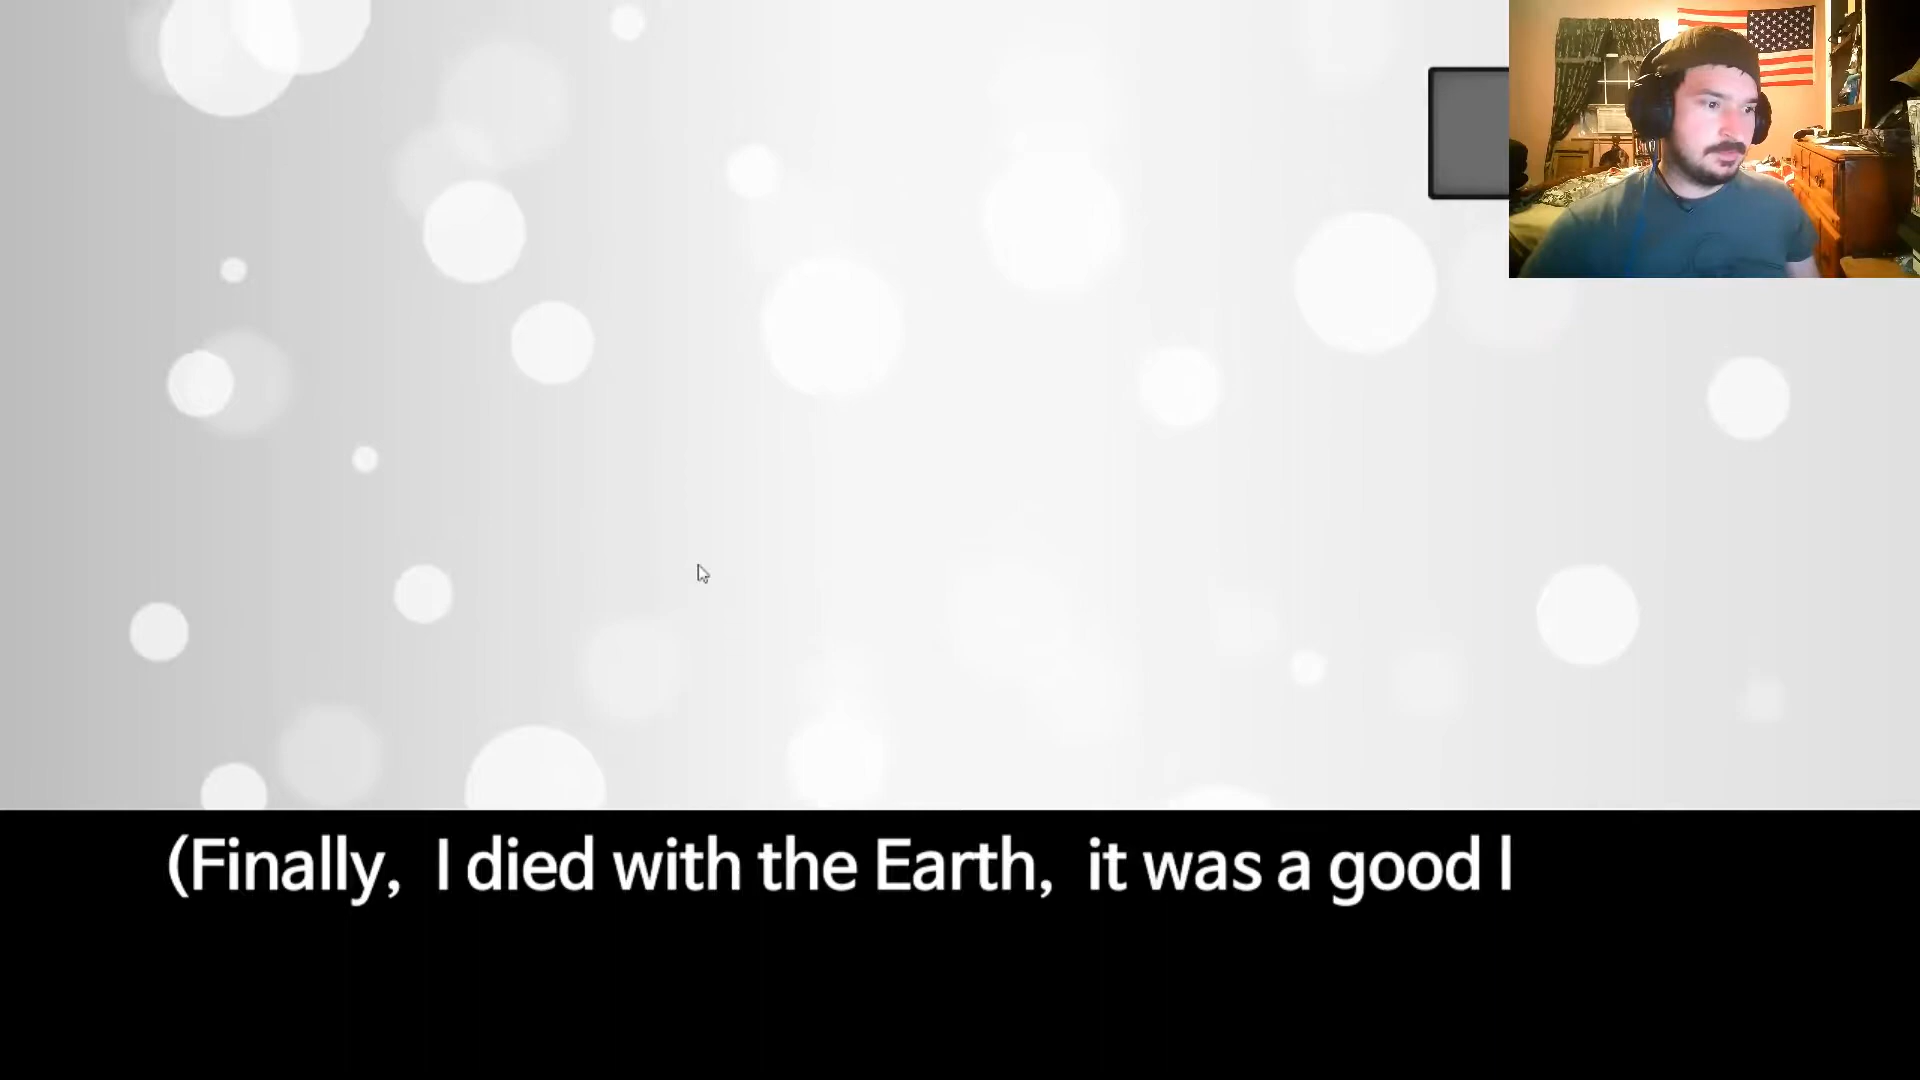 (Finally, I died with the Earth, it was a good l